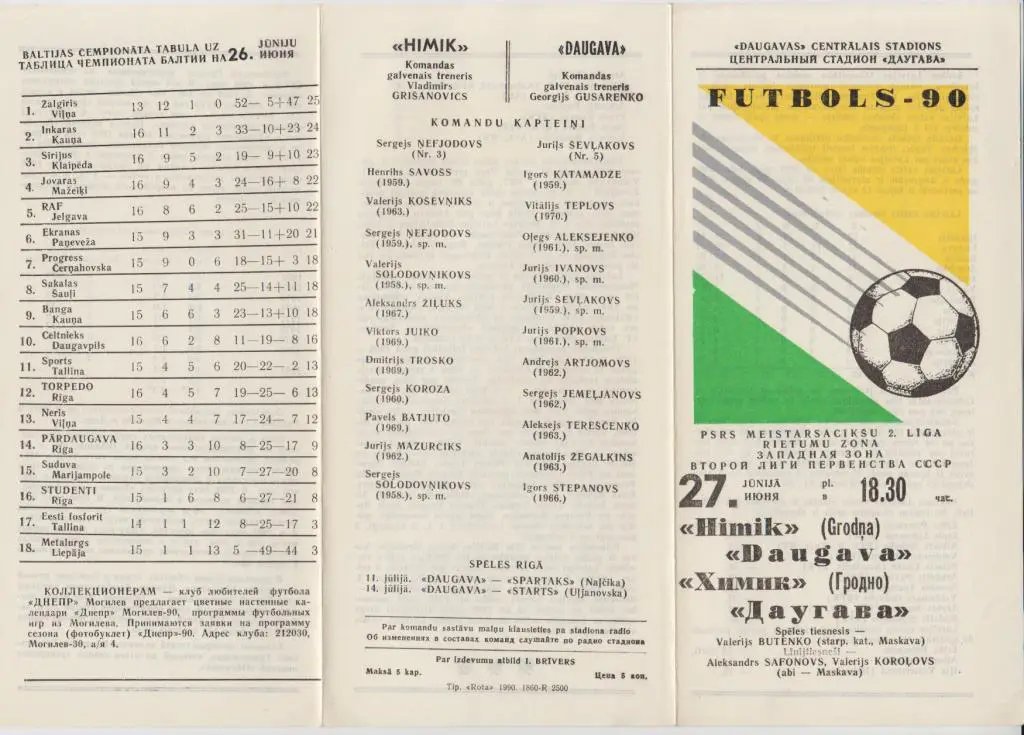 BALTIJAS ČEMPIONĀTA TABULA UZ 26. JŪNIJU
ТАБЛИЦА ЧЕМПИОНАТА БАЛТИИ НА 26. ИЮНЯ
1. Žalgiris Viļņa 13 12 1 0 52— 5+47 25
2. Inkaras Kauņa 16 11 2 3 33—10+23 24
3. Sirijus Klaipēda 16 9 5 2 19— 9+10 23
4. Jovaras Mažeiķi 16 9 4 3 24—16+ 8 22
5. RAF Jelgava 16 8 6 2 25—15+10 22
6. Ekranas Paņeveža 15 9 3 3 31—11+20 21
7. Progress Čerņahovska 15 9 0 6 18—15+ 3 18
8. Sakalas Šauļi 15 7 4 4 25—14+11 18
9. Banga Kauņa 15 6 6 3 23—13+10 18
10. Celtnieks Daugavpils 16 6 2 8 11—19— 8 16
11. Sports Tallina 15 4 5 6 20—22— 2 13
12. TORPEDO Rīga 16 4 5 7 19—25— 6 13
13. Neris Viļņa 15 4 4 7 17—24— 7 12
14. PĀRDAUGAVA Rīga 16 3 3 10 8—25—17 9
15. Suduva Marijampole 15 3 2 10 7—27—20 8
16. STUDENTI Rīga 15 1 6 8 6—27—21 8
17. Eesti fosforit Tallina 14 1 1 12 8—25—17 3
18. Metalurgs Liepāja 15 1 1 13 5 —49—44 3
КОЛЛЕКЦИОНЕРАМ — клуб любителей футбола
«ДНЕПР» Могилев предлагает цветные настенные ка-
лендари «Днепр» Могилев-90, программы футбольных
игр из Могилева. Принимаются заявки на программу
сезона (фотобуклет) «Днепр»-90. Адрес клуба: 212030,
Могилев-30, а/я 4.
«HIMIK»
Komandas
galvenais treneris
Vladimirs
GRIŠANOVIČS
«DAUGAVA»
Komandas
galvenais treneris
Georgijs GUSARENKO
KOMANDU KAPTEIŅI
Sergejs ŅEFJODOVS
(Nr. 3)
Jurijs ŠEVĻAKOVS
(Nr. 5)
Henrihs SAVOSS
(1959.)
Igors KATAMADZE
(1959.)
Valerijs KOŠEVŅIKS
(1963.)
Vitālijs TEPLOVS
(1970.)
Sergejs ŅEFJODOVS
(1959.), sp. m.
Oļegs ALEKSEJENKO
(1961.), sp. m.
Valerijs
SOLODOVŅIKOVS
(1958.), sp. m.
Jurijs IVANOVS
(1960.), sp. m.
Aleksandrs ŽIĻUKS
(1967.)
Jurijs ŠEVĻAKOVS
(1959.), sp. m.
Viktors JUIKO
(1969.)
Jurijs POPKOVS
(1961.), sp. m.
Dmitrijs TROSKO
(1969.)
Andrejs ARTJOMOVS
(1962.)
Sergejs KOROZA
(1960.)
Sergejs JEMEĻJANOVS
(1962.)
Pavels BATJUTO
(1969.)
Aleksejs TEREŠČENKO
(1963.)
Jurijs MAZURČIKS
(1962.)
Anatolijs ŽEGALKINS
(1963.)
Sergejs
SOLODOVŅIKOVS
(1958.), sp. m.
Igors STEPANOVS
(1966.)
SPĒLES RĪGĀ
11. jūlijā. «DAUGAVA» — «SPARTAKS» (Naļčika)
14. jūlijā. «DAUGAVA» — «STARTS» (Uļjanovska)
Par komandu sastāvu maiņu klausieties pa stadiona radio
Об изменениях в составах команд слушайте по радио стадиона
Par izdevumu atbild I. BRĪVERS
Maksā 5 kap.
Цена 5 коп.
Tip. «Rota» 1990. 1860-R 2500
«DAUGAVAS» CENTRĀLAIS STADIONS
ЦЕНТРАЛЬНЫЙ СТАДИОН «ДАУГАВА»
FUTBOLS-90
PSRS MEISTARSACĪKŠU 2. LĪGA
RIETUMU ZONA
ЗАПАДНАЯ ЗОНА
ВТОРОЙ ЛИГИ ПЕРВЕНСТВА СССР
27. JŪNIJĀ ИЮНЯ pl. в 18.30 час.
«Himik» (Grodņa)
«Daugava»
«Химик» (Гродно)
«Даугава»
Spēles tiesnesis —
Valerijs BUTENKO (starp. kat., Maskava)
Līnijtiesneši —
Aleksandrs SAFONOVS, Valerijs KOROĻOVS
(abi — Maskava)